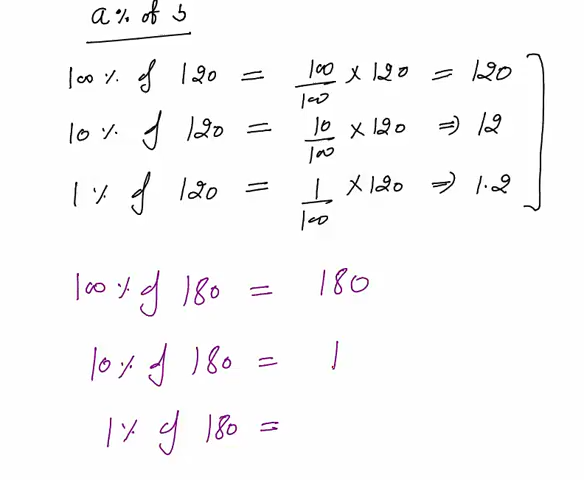 a % of b
100 % of 120 = 100/100 × 120 = 120
10 % of 120 = 10/100 × 120 ⇒ 12
1 % of 120 = 1/100 × 120 ⇒ 1.2
100 % of 180 = 180
10 % of 180 = 1
1 % of 180 =